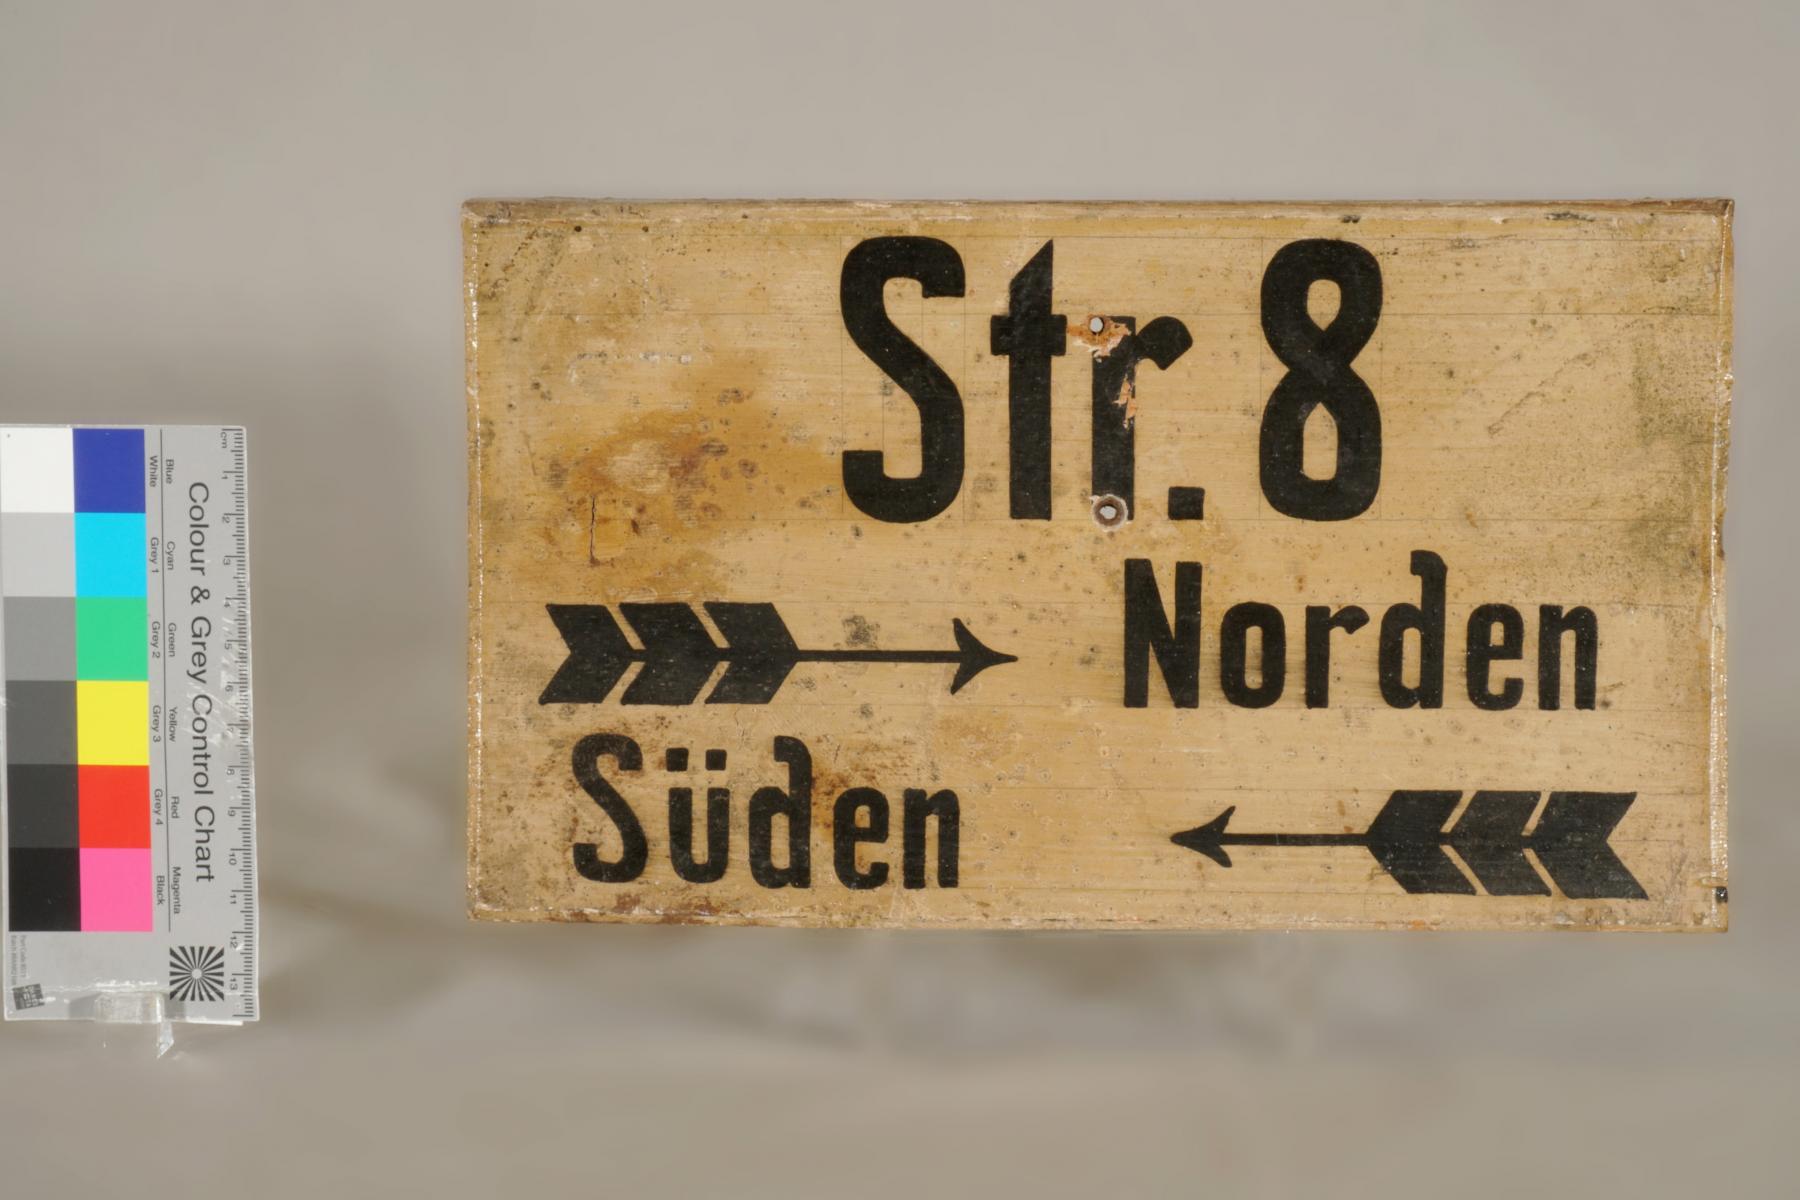 Str. 8
Norden
Süden
Colour & Grey Control Chart
Blue Cyan Green Yellow Red Magenta
White Grey 1 Grey 2 Grey 3 Grey 4 Black
cm 1 2 3 4 5 6 7 8 9 10 11 12 13